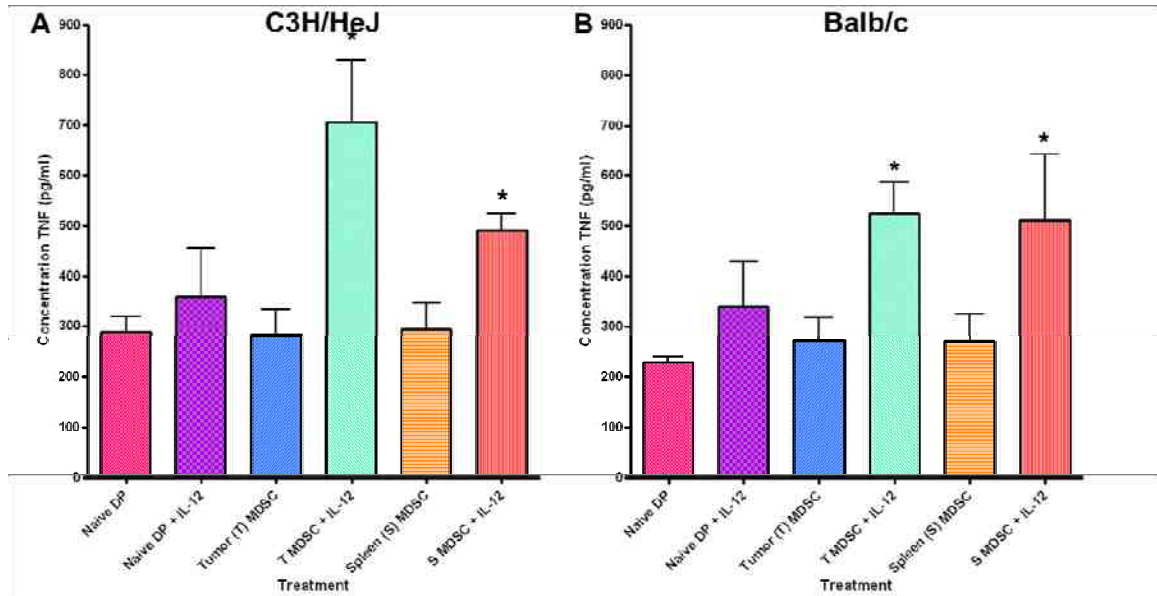 A
C3H/HeJ
900
800
700
600
500
400
300
200
100
0
Concentration TNF (pg/ml)
*
*
Naive DP
Naive DP + IL-12
Tumor (T) MDSC
T MDSC + IL-12
Spleen (S) MDSC
S MDSC + IL-12
Treatment
B
Balb/c
900
800
700
600
500
400
300
200
100
0
Concentration TNF (pg/ml)
*
*
Naive DP
Naive DP + IL-12
Tumor (T) MDSC
T MDSC + IL-12
Spleen (S) MDSC
S MDSC + IL-12
Treatment